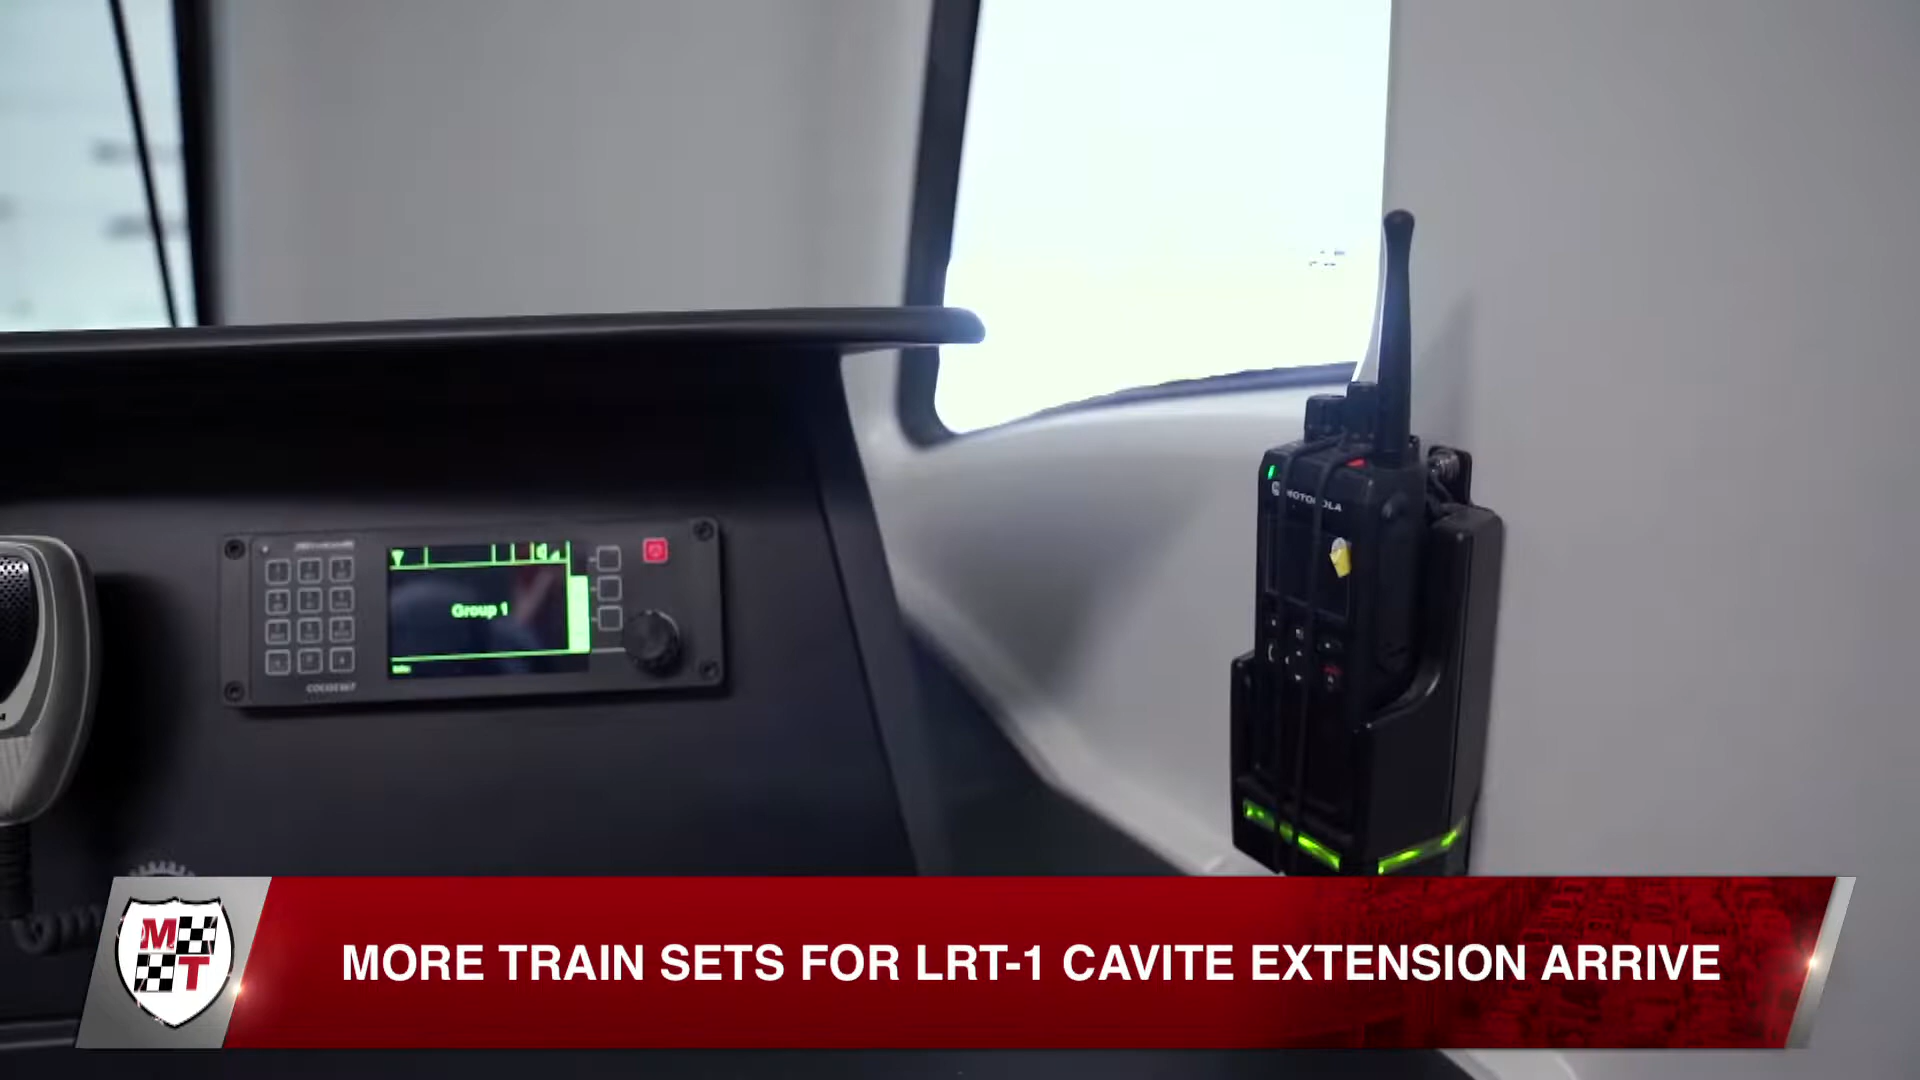 MOTOROLA
Group 1
M
T
MORE TRAIN SETS FOR LRT-1 CAVITE EXTENSION ARRIVE